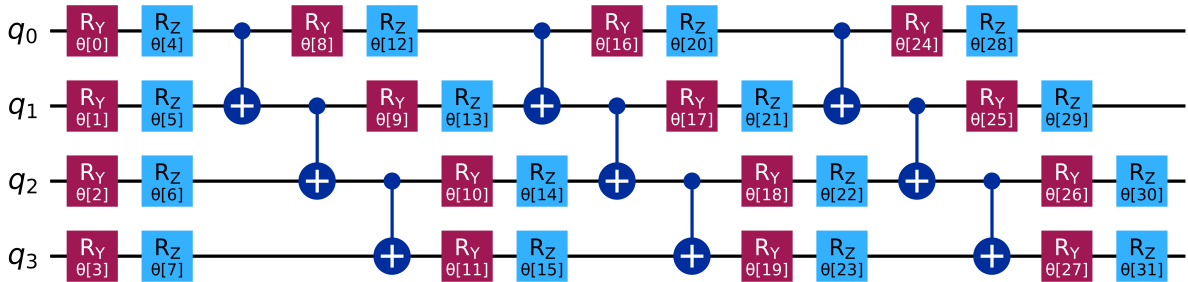 q0 RY θ[0] RZ θ[4] RY θ[8] RZ θ[12] RY θ[16] RZ θ[20] RY θ[24] RZ θ[28]
q1 RY θ[1] RZ θ[5] RY θ[9] RZ θ[13] RY θ[17] RZ θ[21] RY θ[25] RZ θ[29]
q2 RY θ[2] RZ θ[6] RY θ[10] RZ θ[14] RY θ[18] RZ θ[22] RY θ[26] RZ θ[30]
q3 RY θ[3] RZ θ[7] RY θ[11] RZ θ[15] RY θ[19] RZ θ[23] RY θ[27] RZ θ[31]